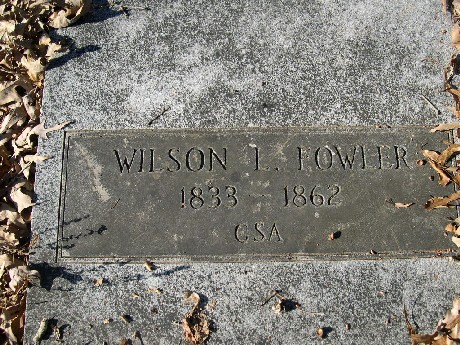 WILSON L. FOWLER
1833 - 1862
CSA